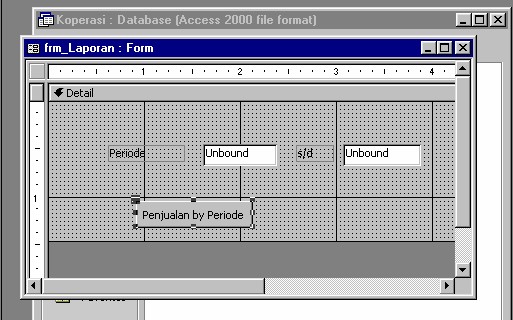 Koperasi : Database (Access 2000 file format)
frm_Laporan : Form
1 2 3 4
Detail
Periode Unbound s/d Unbound
1
Penjualan by Periode